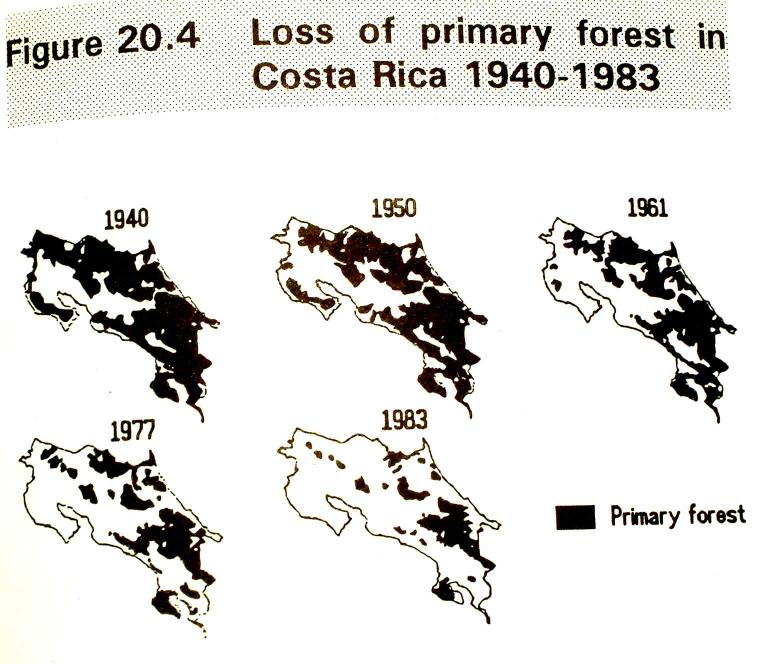 Figure 20.4 Loss of primary forest in
Costa Rica 1940-1983
1940
1950
1961
1977
1983
Primary forest